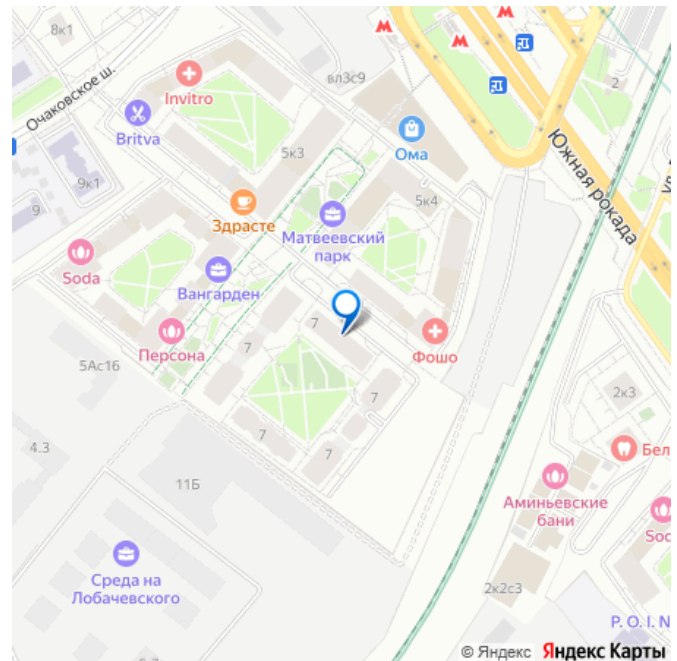 8к1
Очаковское ш.
Invitro
вл3с9
Britva
5к3
Ома
2
Южная рокада
9к1
9
Здрасте
5к4
Матвеевский
парк
Soda
Вангарден
7
Фошо
Персона
7
5Ас16
7
2к3
4.3
7
7
Бел
11Б
Аминьевские
бани
Soc
Среда на
Лобачевского
2к2с3
P. O. I. N
© Яндекс Яндекс Карты